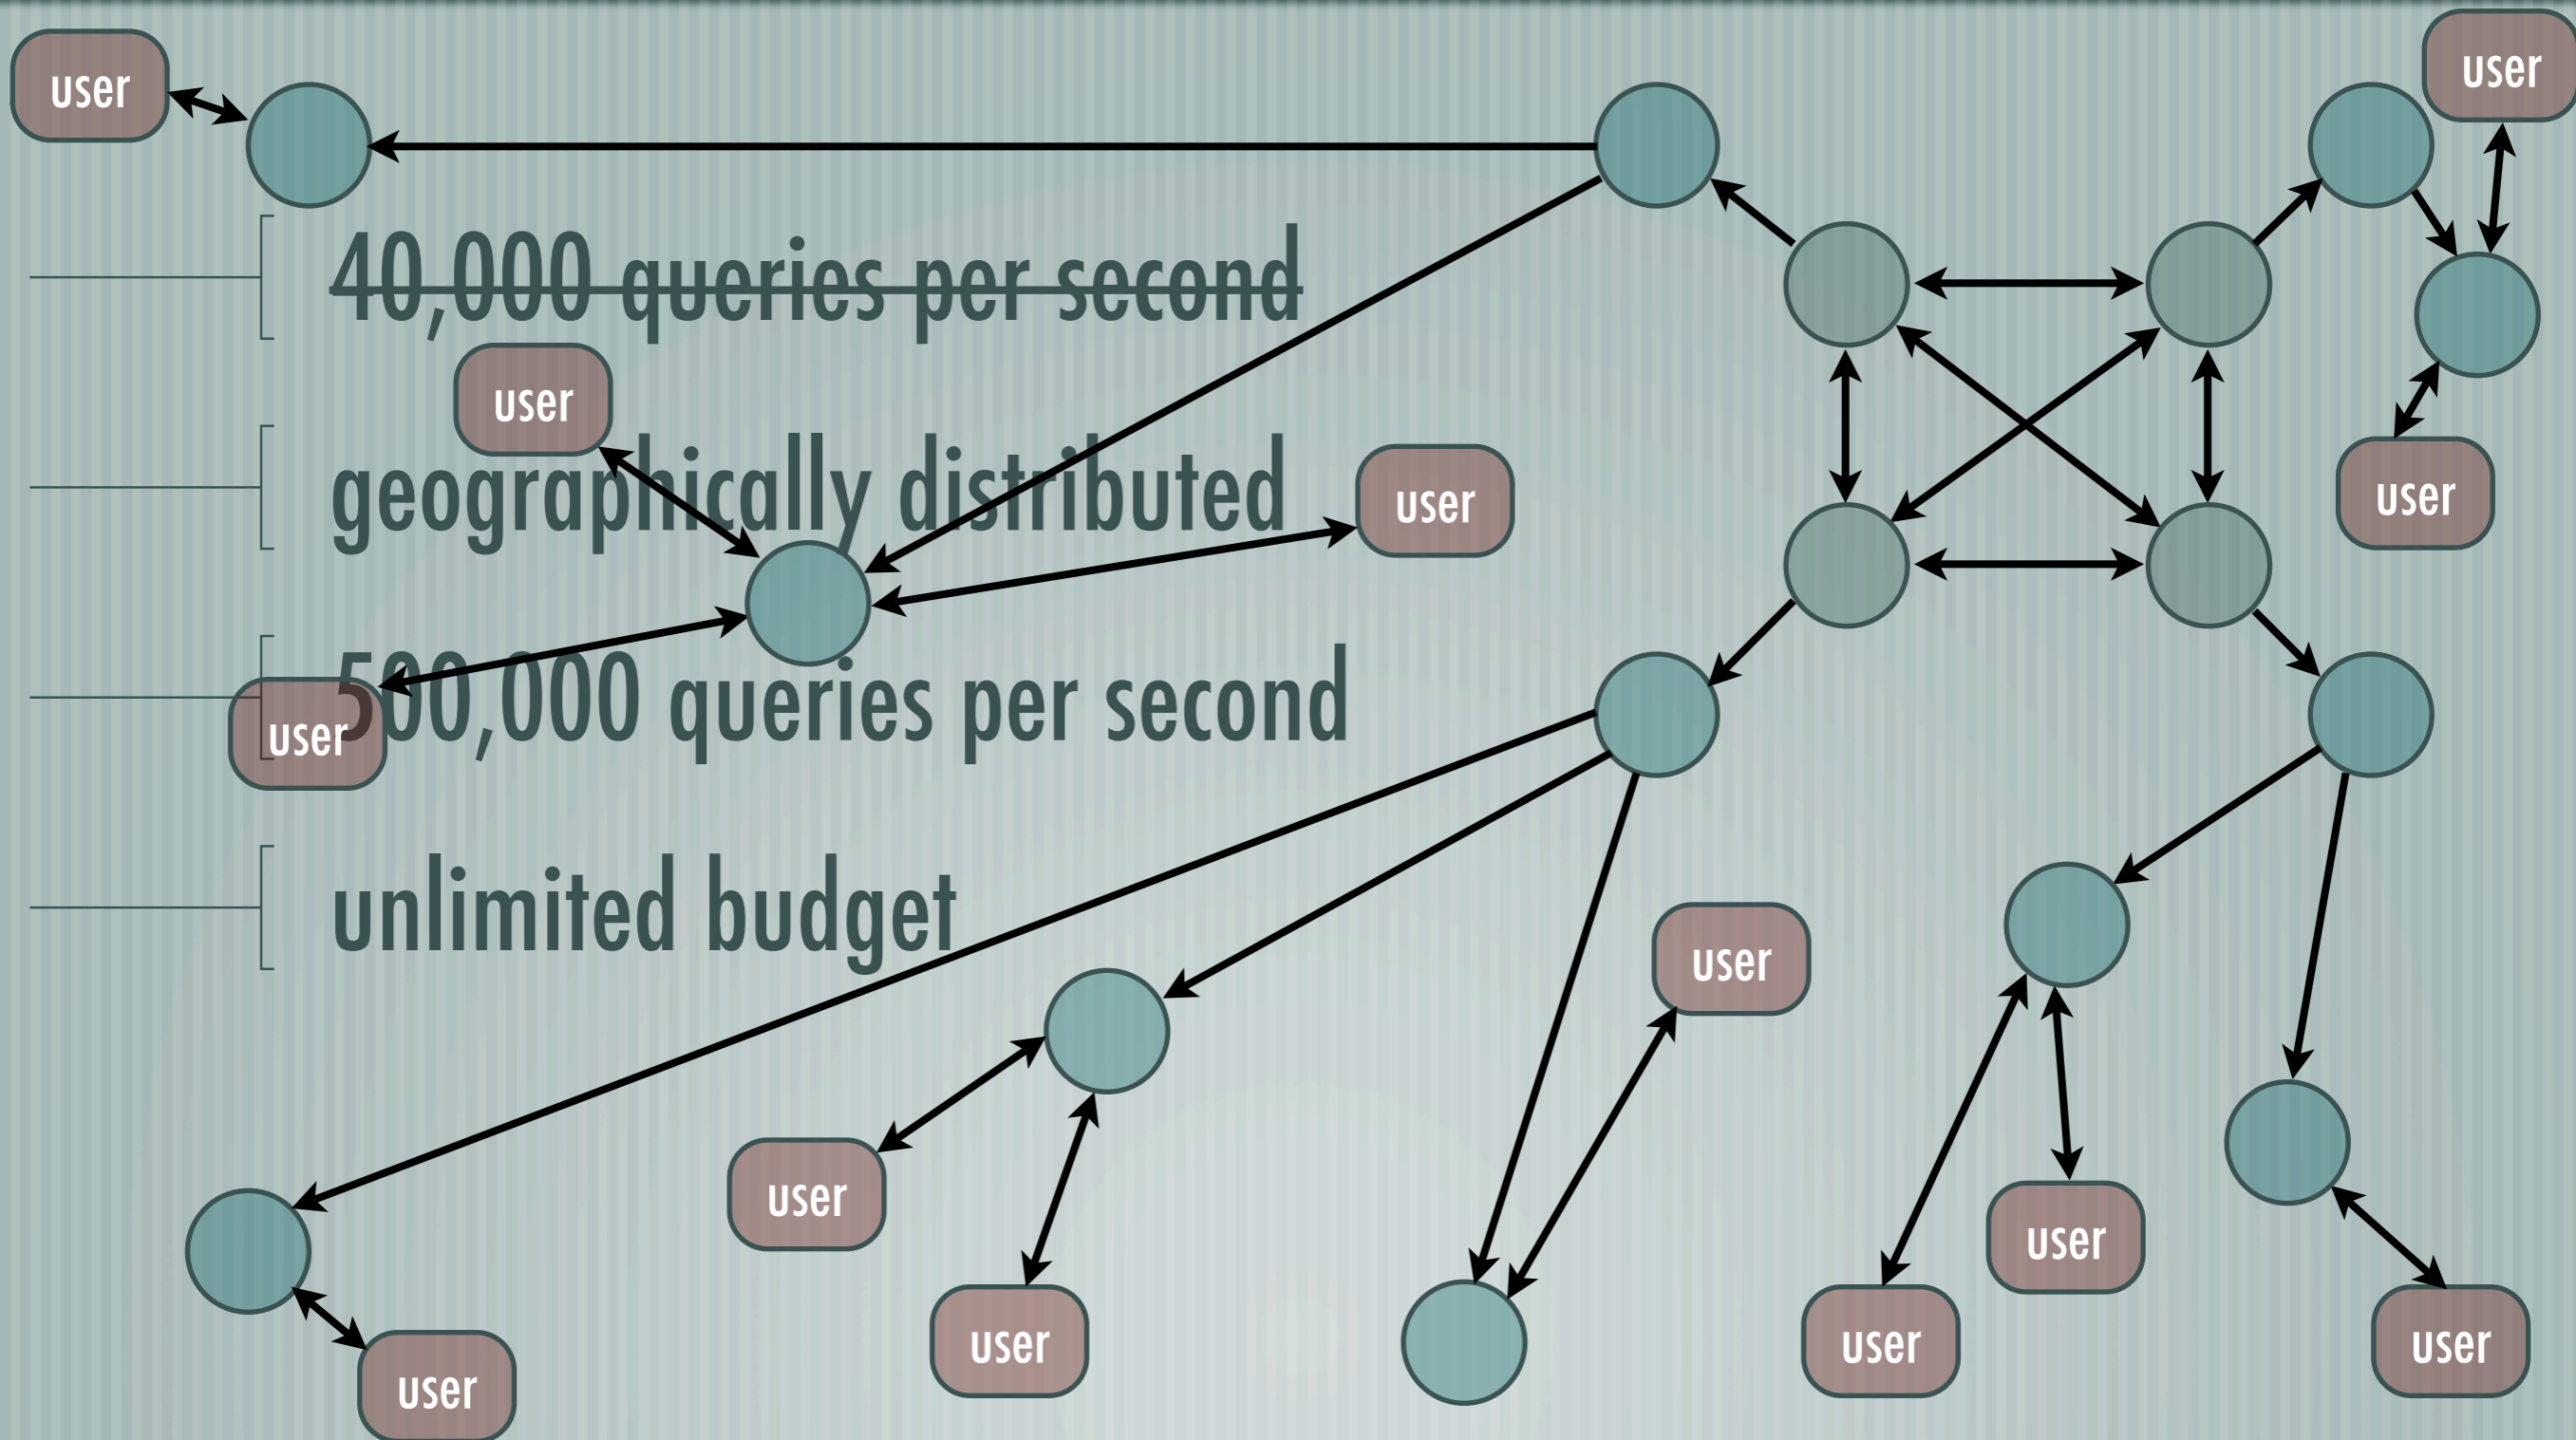 user
user
40,000 queries per second
user
geographically distributed
user
user
500,000 queries per second
user
unlimited budget
user
user
user
user
user
user
user